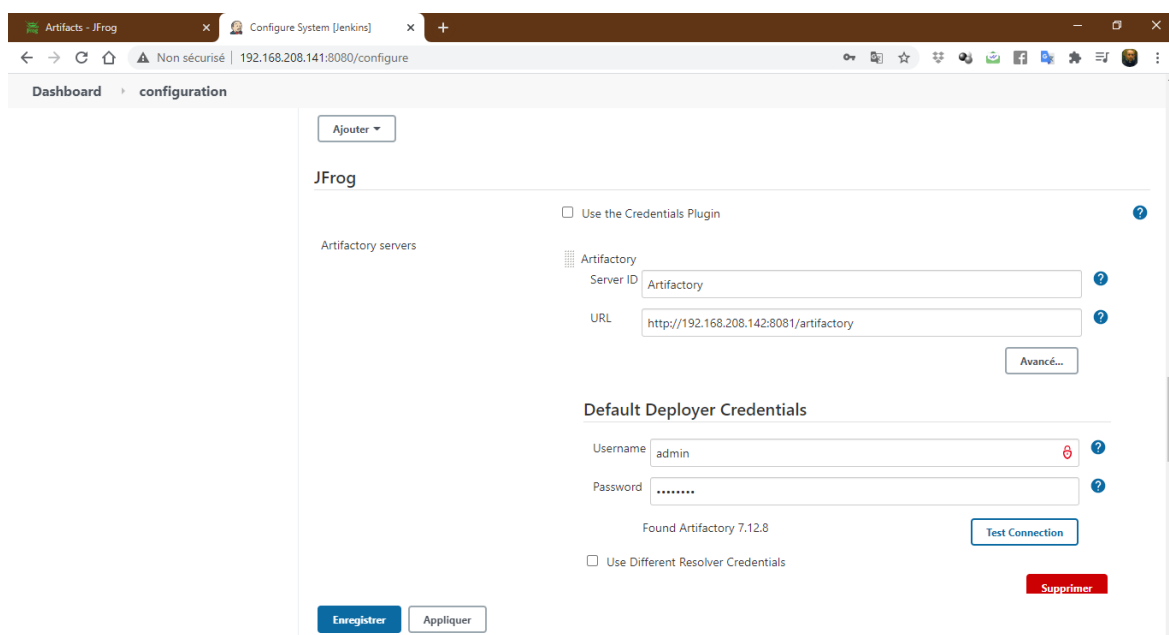 Artifacts - JFrog
Configure System [Jenkins]
Non sécurisé
192.168.208.141:8080/configure
Dashboard
configuration
Ajouter
JFrog
Use the Credentials Plugin
Artifactory servers
Artifactory
Server ID
Artifactory
URL
http://192.168.208.142:8081/artifactory
Avancé...
Default Deployer Credentials
Username
admin
Password
••••••••
Found Artifactory 7.12.8
Test Connection
Use Different Resolver Credentials
Supprimer
Enregistrer
Appliquer